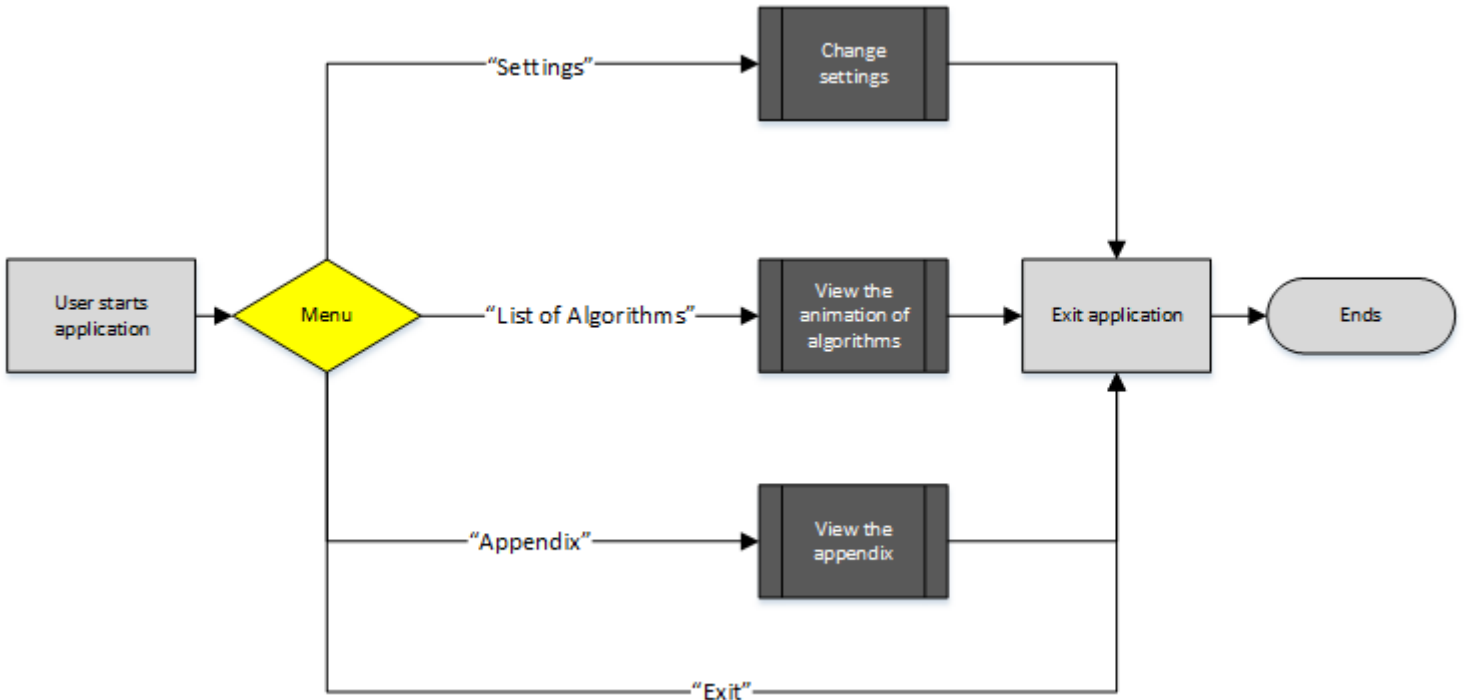 Change
settings
“Settings”
User starts
application
Menu
“List of Algorithms”
View the
animation of
algorithms
Exit application
Ends
“Appendix”
View the
appendix
“Exit”